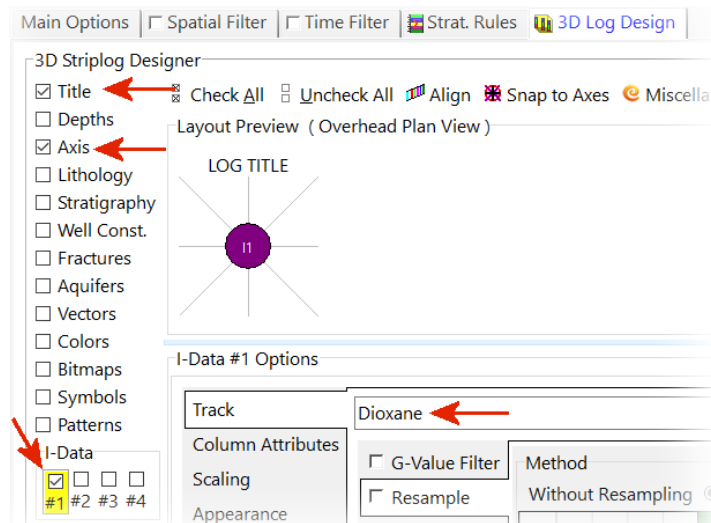 Main Options Spatial Filter Time Filter Strat. Rules 3D Log Design
3D Striplog Designer
Title
Depths
Axis
Lithology
Stratigraphy
Well Const.
Fractures
Aquifers
Vectors
Colors
Bitmaps
Symbols
Patterns
I-Data
#1 #2 #3 #4
Check All Uncheck All Align Snap to Axes Miscella
Layout Preview ( Overhead Plan View )
LOG TITLE
I1
I-Data #1 Options
Track
Column Attributes
Scaling
Appearance
Dioxane
G-Value Filter
Resample
Method
Without Resampling